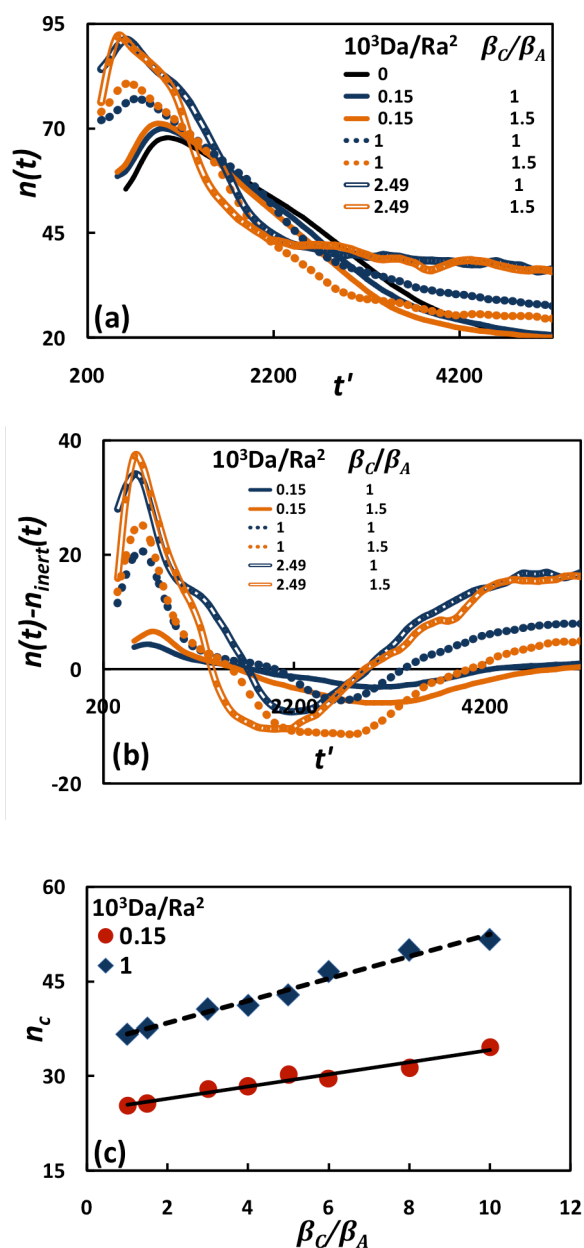 95
70
45
20
n(t)
10³Da/Ra² β_C/β_A
0
0.15 1
0.15 1.5
1 1
1 1.5
2.49 1
2.49 1.5
(a)
200 2200 4200
t'
40
20
0
-20
n(t)-n_inert(t)
10³Da/Ra² β_C/β_A
0.15 1
0.15 1.5
1 1
1 1.5
2.49 1
2.49 1.5
200 2200 4200
(b)
t'
60
45
30
15
n_c
10³Da/Ra²
0.15
1
(c)
0 2 4 6 8 10 12
β_C/β_A